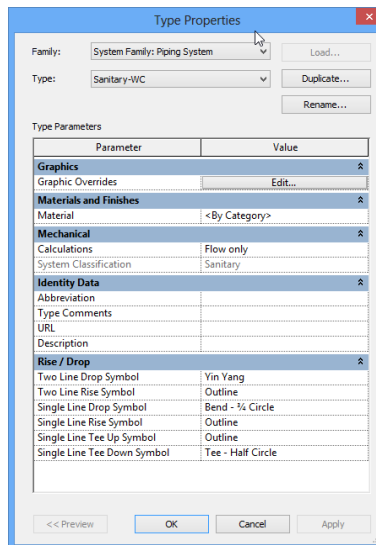 Type Properties
Family: System Family: Piping System Load...
Type: Sanitary-WC Duplicate...
Rename...
Type Parameters
Parameter Value
Graphics
Graphic Overrides Edit...
Materials and Finishes
Material <By Category>
Mechanical
Calculations Flow only
System Classification Sanitary
Identity Data
Abbreviation
Type Comments
URL
Description
Rise / Drop
Two Line Drop Symbol Yin Yang
Two Line Rise Symbol Outline
Single Line Drop Symbol Bend - ¾ Circle
Single Line Rise Symbol Outline
Single Line Tee Up Symbol Outline
Single Line Tee Down Symbol Tee - Half Circle
<< Preview OK Cancel Apply